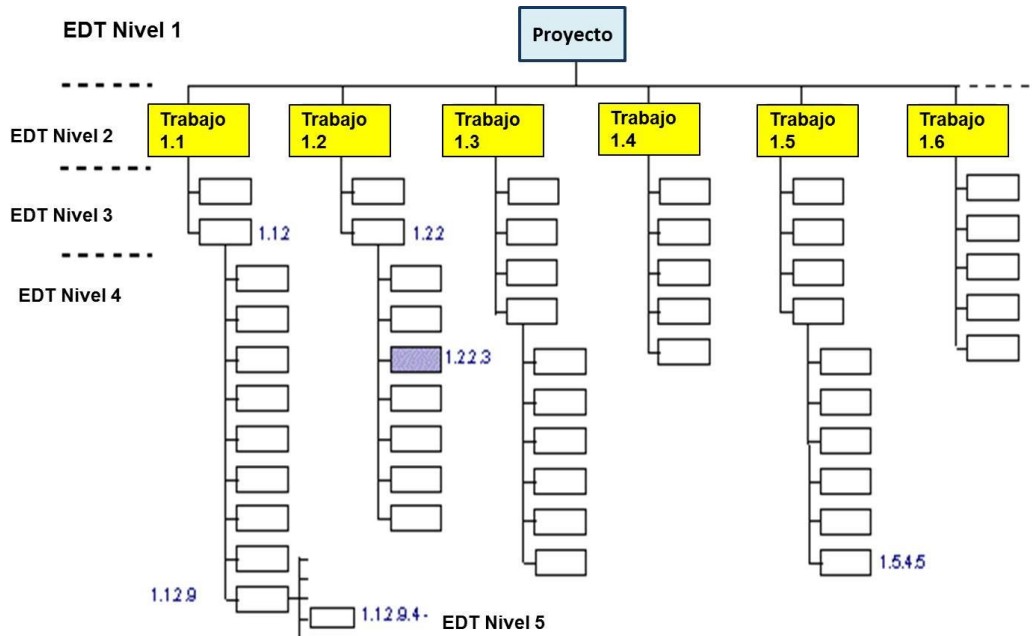 EDT Nivel 1
Proyecto
EDT Nivel 2
Trabajo
1.1
Trabajo
1.2
Trabajo
1.3
Trabajo
1.4
Trabajo
1.5
Trabajo
1.6
EDT Nivel 3
1.1.2
1.2.2
EDT Nivel 4
1.2.2.3
1.5.4.5
1.1.2.9
1.1.2.9.4 -
EDT Nivel 5